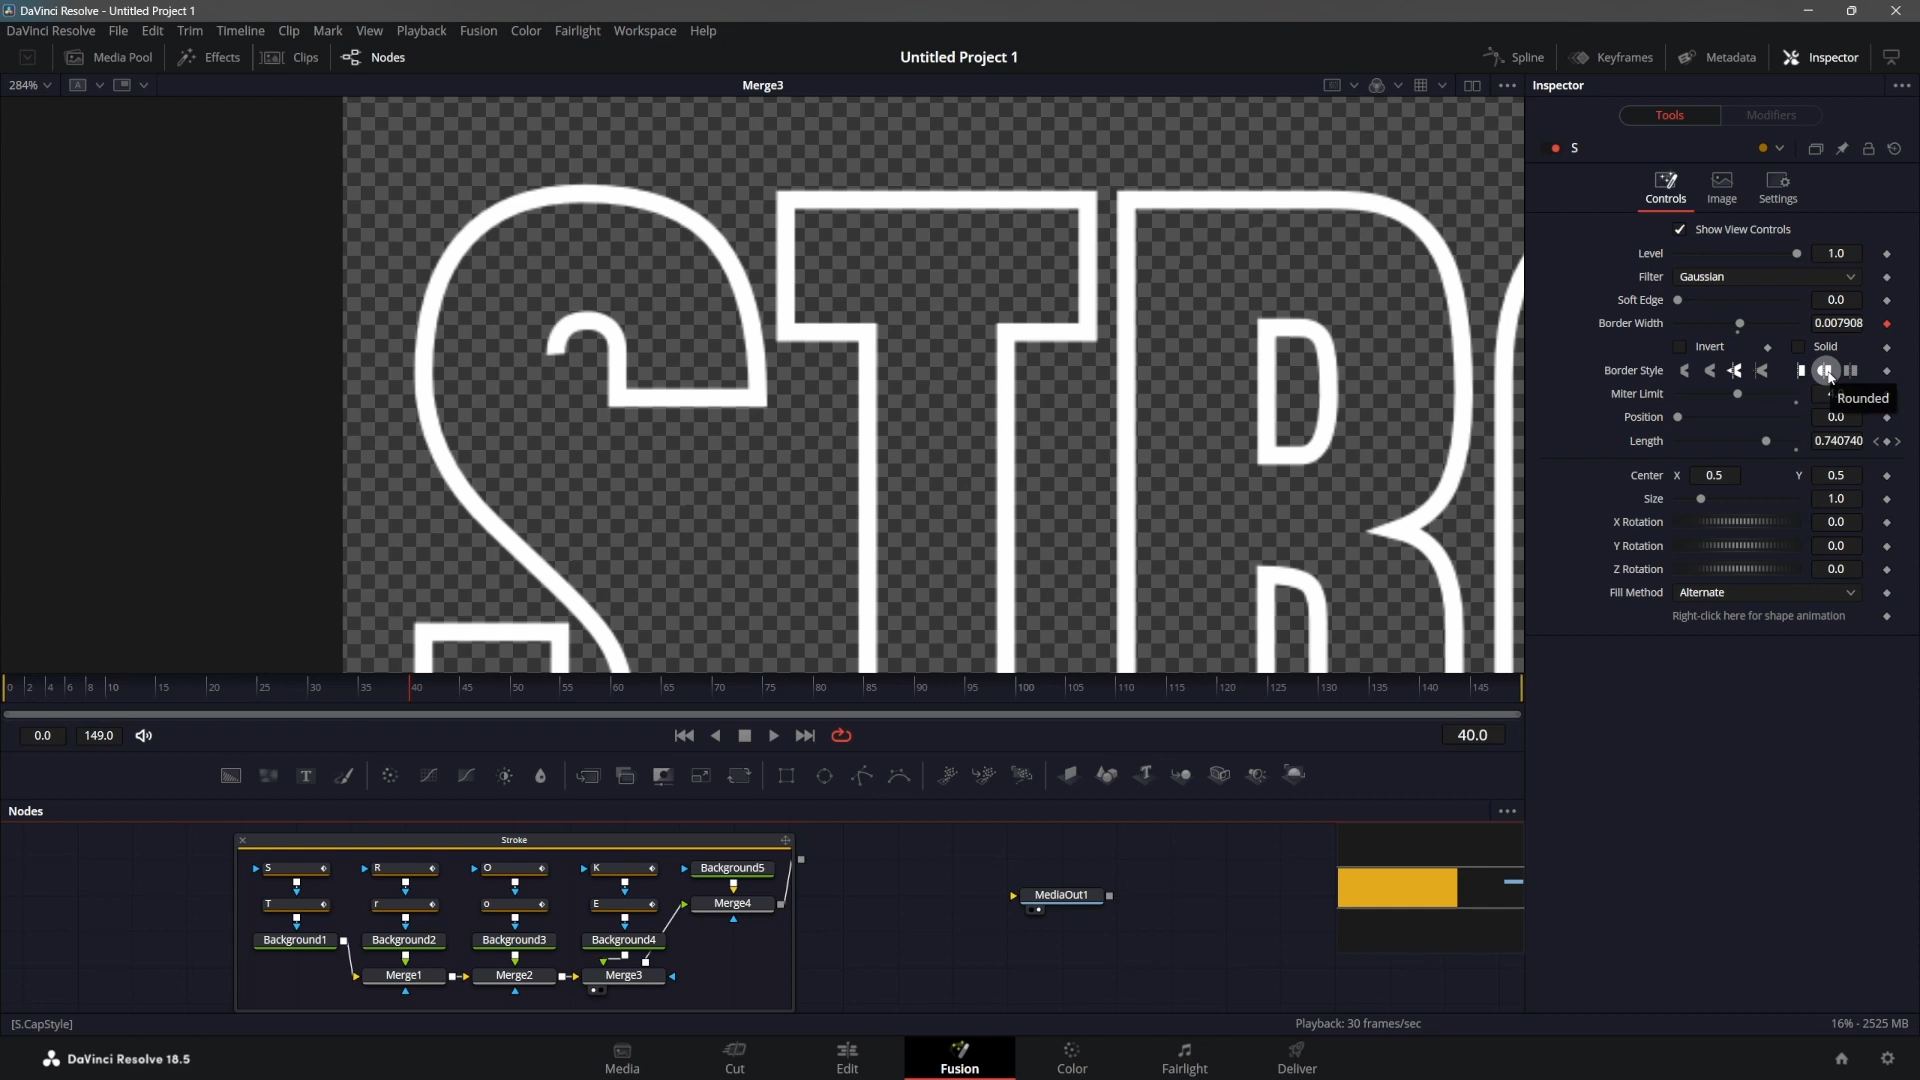 DaVinci Resolve - Untitled Project 1
DaVinci Resolve File Edit Trim Timeline Clip Mark View Playback Fusion Color Fairlight Workspace Help
Media Pool Effects Clips Nodes Untitled Project 1 Spline Keyframes Metadata Inspector
284% A Merge3 Inspector
Tools Modifiers
S
Controls Image Settings
Show View Controls
Level 1.0
Filter Gaussian
Soft Edge 0.0
Border Width 0.007908
Invert Solid
Border Style
Miter Limit
Rounded
Position 0.0
Length 0.740740
Center X 0.5 Y 0.5
Size 1.0
X Rotation 0.0
Y Rotation 0.0
Z Rotation 0.0
Fill Method Alternate
Right-click here for shape animation
STR
0 2 4 6 8 10 15 20 25 30 35 40 45 50 55 60 65 70 75 80 85 90 95 100 105 110 115 120 125 130 135 140 145
0.0 149.0 40.0
T T
Nodes
Stroke
S R O K Background5
T r o E Merge4
Background1 Background2 Background3 Background4
Merge1 Merge2 Merge3
MediaOut1
[S.CapStyle] Playback: 30 frames/sec 16% - 2525 MB
DaVinci Resolve 18.5 Media Cut Edit Fusion Color Fairlight Deliver